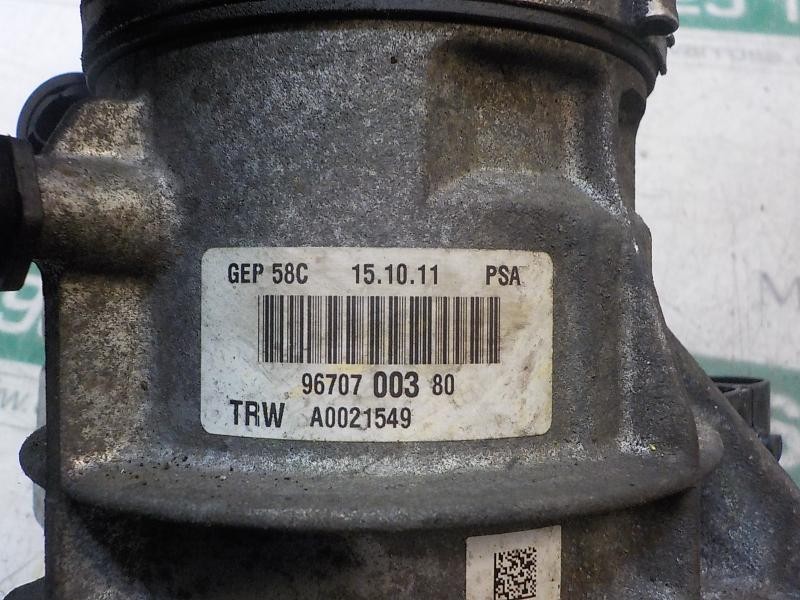 GEP 58C 15.10.11 PSA
96707 003 80
TRW A0021549